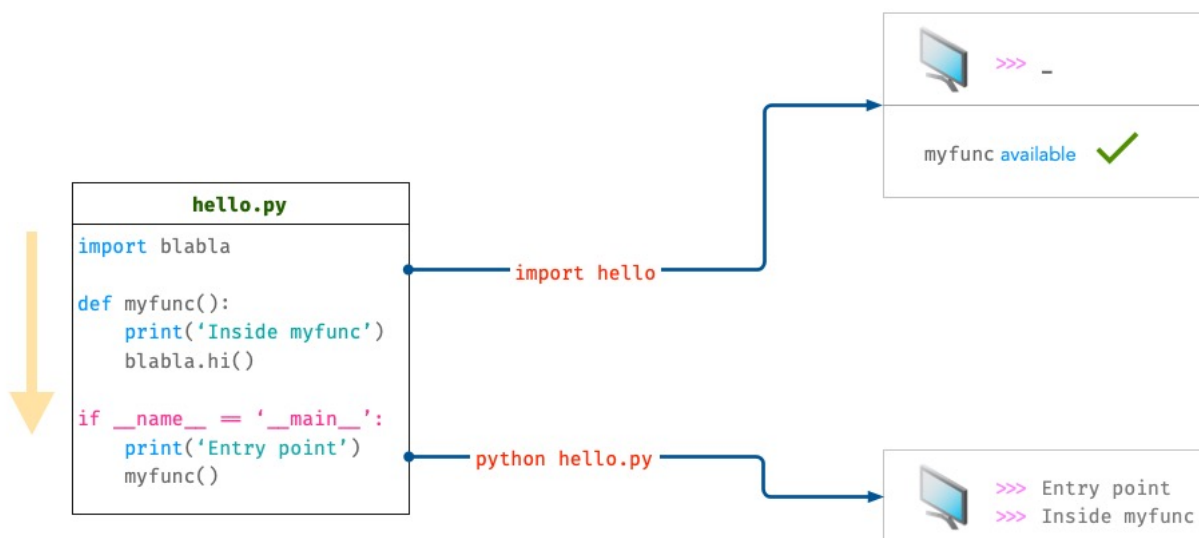 hello.py
import blabla
def myfunc():
    print(‘Inside myfunc’)
    blabla.hi()
if __name__ == ‘__main__’:
    print(‘Entry point’)
    myfunc()
import hello
>>> _
myfunc available
python hello.py
>>> Entry point
>>> Inside myfunc